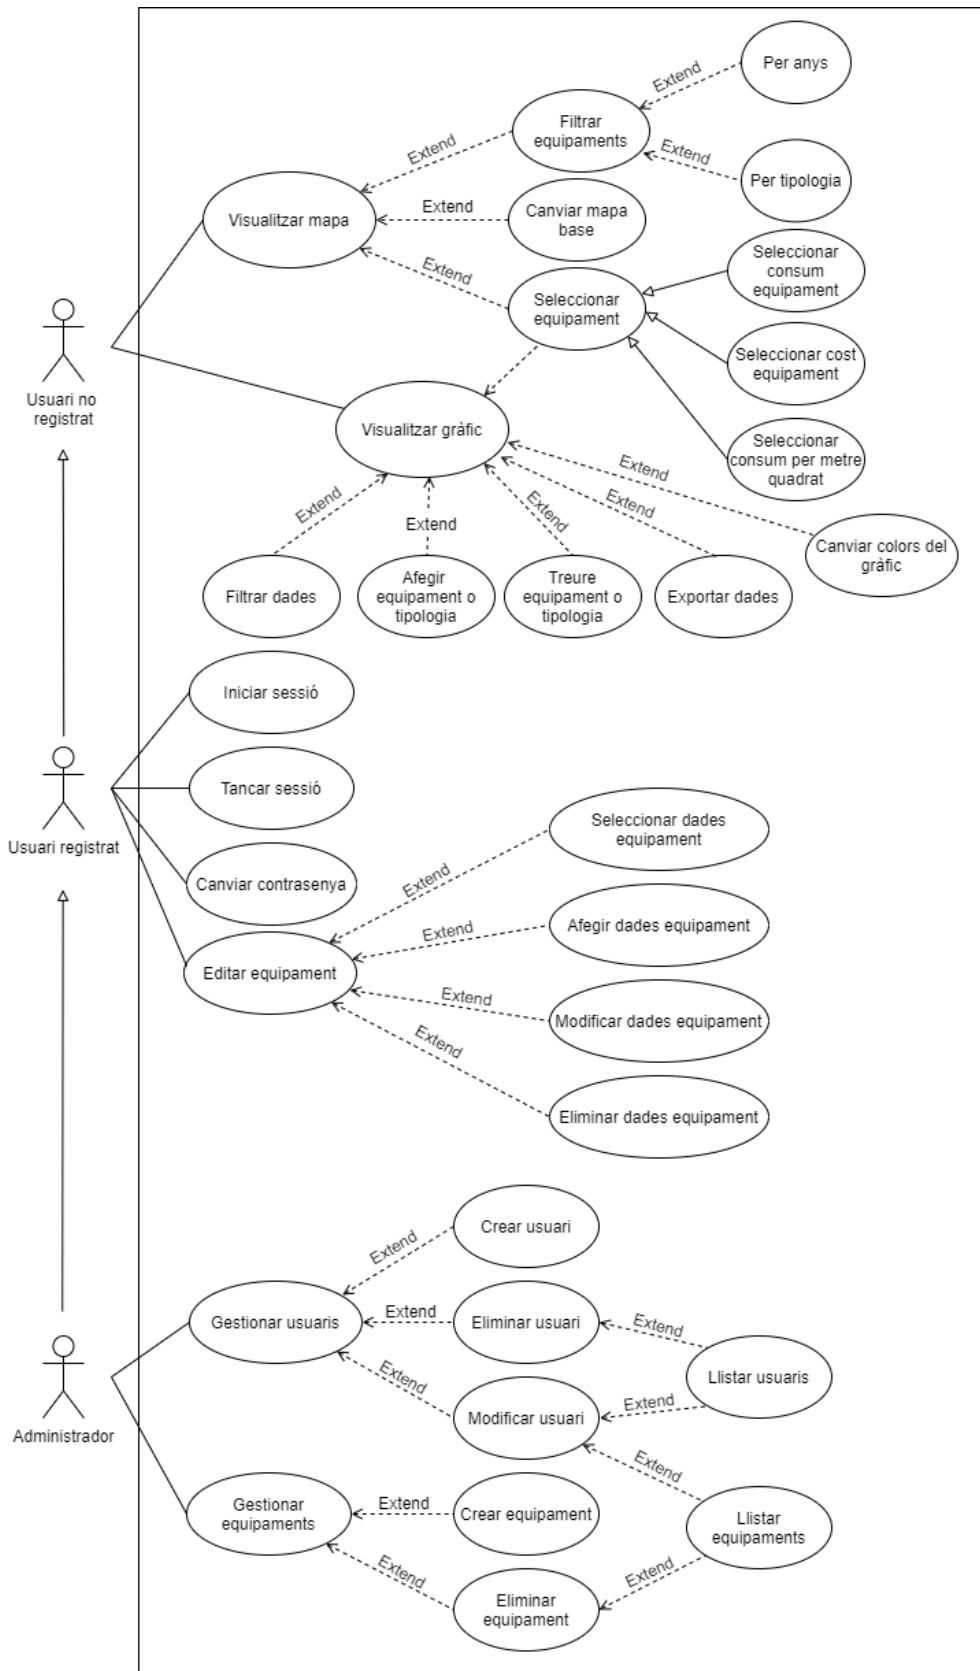 Per anys
Extend
Filtrar
equipaments
Extend
Extend
Per tipologia
Visualitzar mapa
Extend
Canviar mapa
base
Extend
Seleccionar
consum
equipament
Seleccionar
equipament
Seleccionar cost
equipament
Usuari no
registrat
Visualitzar gràfic
Seleccionar
consum per metre
quadrat
Extend
Extend
Extend
Extend
Extend
Canviar colors del
gràfic
Filtrar dades
Afegir
equipament o
tipologia
Treure
equipament o
tipologia
Exportar dades
Iniciar sessió
Tancar sessió
Usuari registrat
Seleccionar dades
equipament
Extend
Canviar contrasenya
Afegir dades equipament
Extend
Editar equipament
Extend
Modificar dades equipament
Extend
Eliminar dades equipament
Crear usuari
Extend
Gestionar usuaris
Extend
Eliminar usuari
Extend
Llistar usuaris
Extend
Modificar usuari
Extend
Administrador
Extend
Gestionar
equipaments
Extend
Crear equipament
Llistar
equipaments
Extend
Eliminar
equipament
Extend